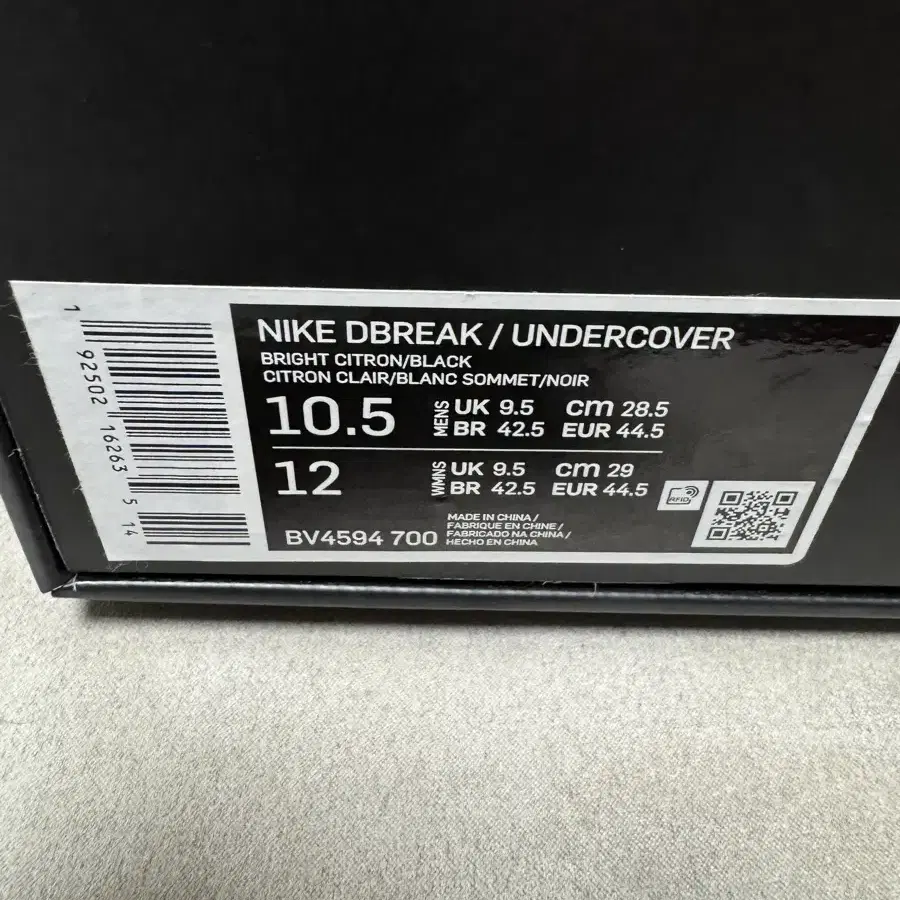 NIKE DBREAK / UNDERCOVER
BRIGHT CITRON/BLACK
CITRON CLAIR/BLANC SOMMET/NOIR
10.5 MENS UK 9.5 cm 28.5
BR 42.5 EUR 44.5
12 WMNS UK 9.5 cm 29
BR 42.5 EUR 44.5
RFID
BV4594 700
MADE IN CHINA /
FABRIQUE EN CHINE /
FABRICADO NA CHINA /
HECHO EN CHINA
1 92502 16263 5 14